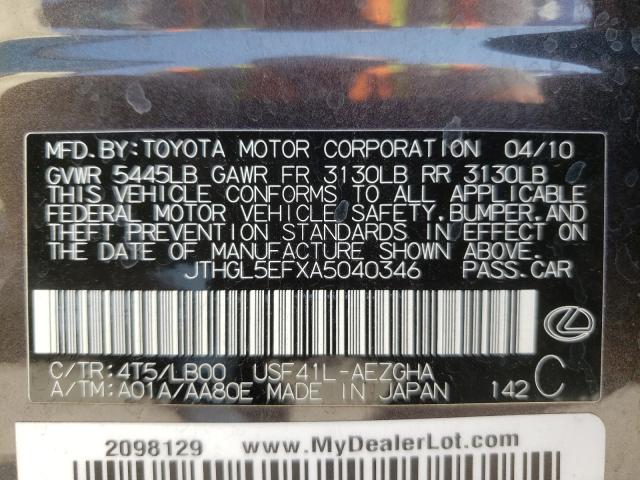 MFD.BY:TOYOTA MOTOR CORPORATION 04/10
GVWR 5445LB GAWR FR 3130LB RR 3130LB
THIS VEHICLE CONFORMS TO ALL APPLICABLE
FEDERAL MOTOR VEHICLE SAFETY,BUMPER,AND
THEFT PREVENTION STANDARDS IN EFFECT ON
THE DATE OF MANUFACTURE SHOWN ABOVE.
JTHGL5EFXA5040346 PASS.CAR
C/TR:4T5/LB00 USF41L-AEZGHA
A/TM:A01A/AA80E MADE IN JAPAN 142 C
2098129 www.MyDealerLot.com